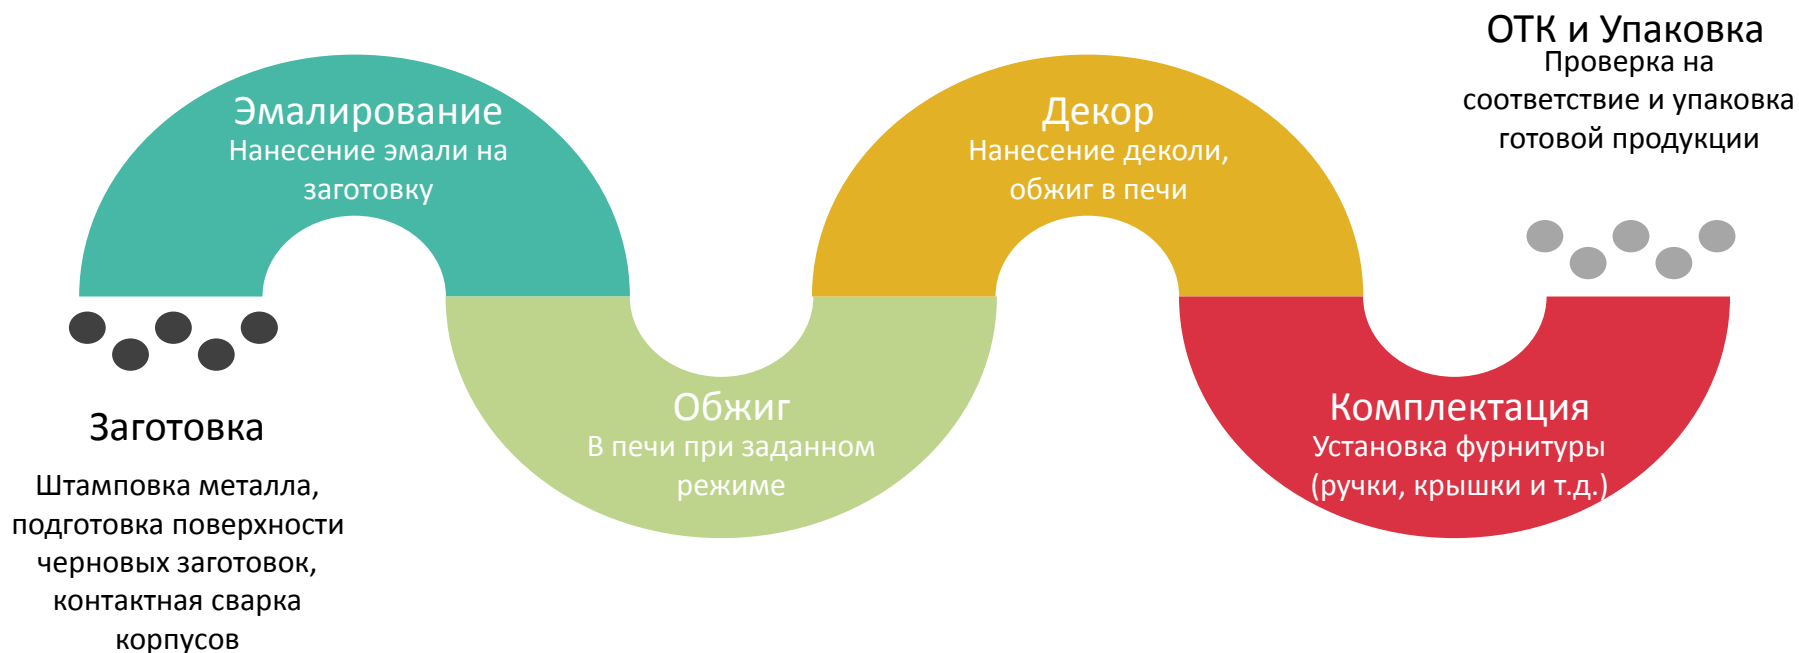 Заготовка
Штамповка металла,
подготовка поверхности
черновых заготовок,
контактная сварка
корпусов
Эмалирование
Нанесение эмали на
заготовку
Обжиг
В печи при заданном
режиме
Декор
Нанесение деколи,
обжиг в печи
Комплектация
Установка фурнитуры
(ручки, крышки и т.д.)
ОТК и Упаковка
Проверка на
соответствие и упаковка
готовой продукции